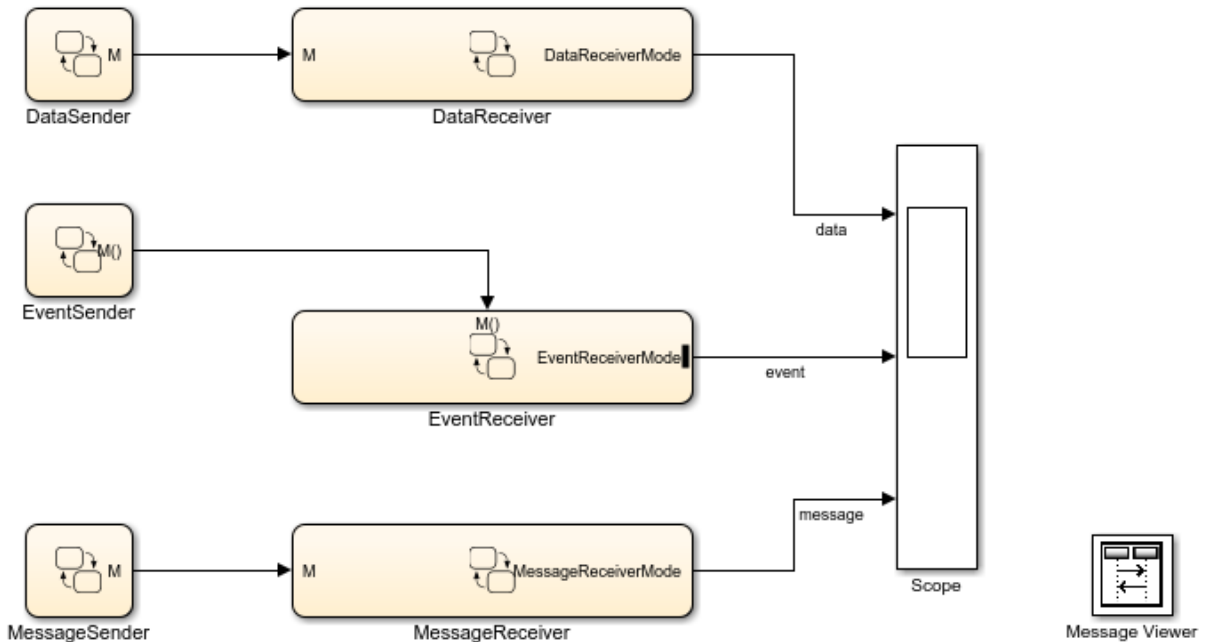 M
M
DataReceiverMode
DataSender
DataReceiver
data
M()
EventSender
M()
EventReceiverMode
event
EventReceiver
message
M
M
MessageReceiverMode
MessageSender
MessageReceiver
Scope
Message Viewer